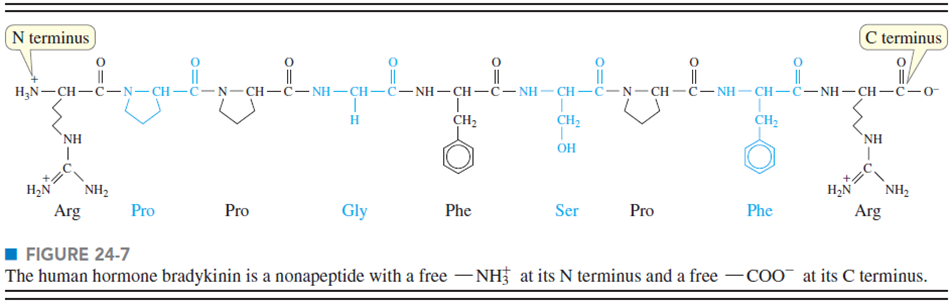 N terminus
C terminus
O O O O O O O O O
H₃N⁺—CH—C—N—CH—C—N—CH—C—NH—CH—C—NH—CH—C—NH—CH—C—N—CH—C—NH—CH—C—NH—CH—C—O⁻
H CH₂ CH₂ CH₂
NH OH NH
C C
H₂N⁺ NH₂ H₂N⁺ NH₂
Arg Pro Pro Gly Phe Ser Pro Phe Arg
FIGURE 24-7
The human hormone bradykinin is a nonapeptide with a free —NH₃⁺ at its N terminus and a free —COO⁻ at its C terminus.